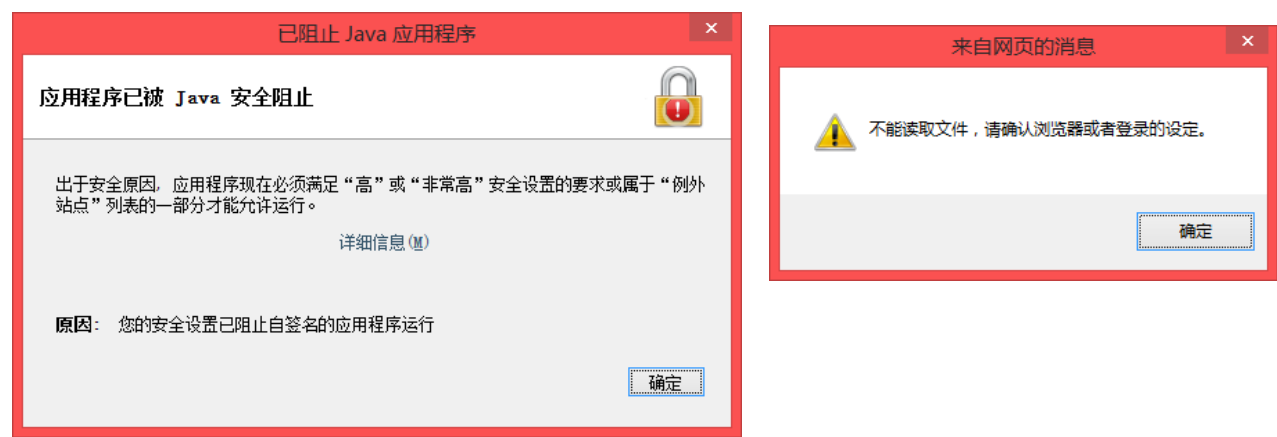 已阻止 Java 应用程序
应用程序已被 Java 安全阻止
出于安全原因, 应用程序现在必须满足“高”或“非常高”安全设置的要求或属于“例外
站点”列表的一部分才能允许运行。
详细信息(M)
原因: 您的安全设置已阻止自签名的应用程序运行
确定
来自网页的消息
不能读取文件，请确认浏览器或者登录的设定。
确定